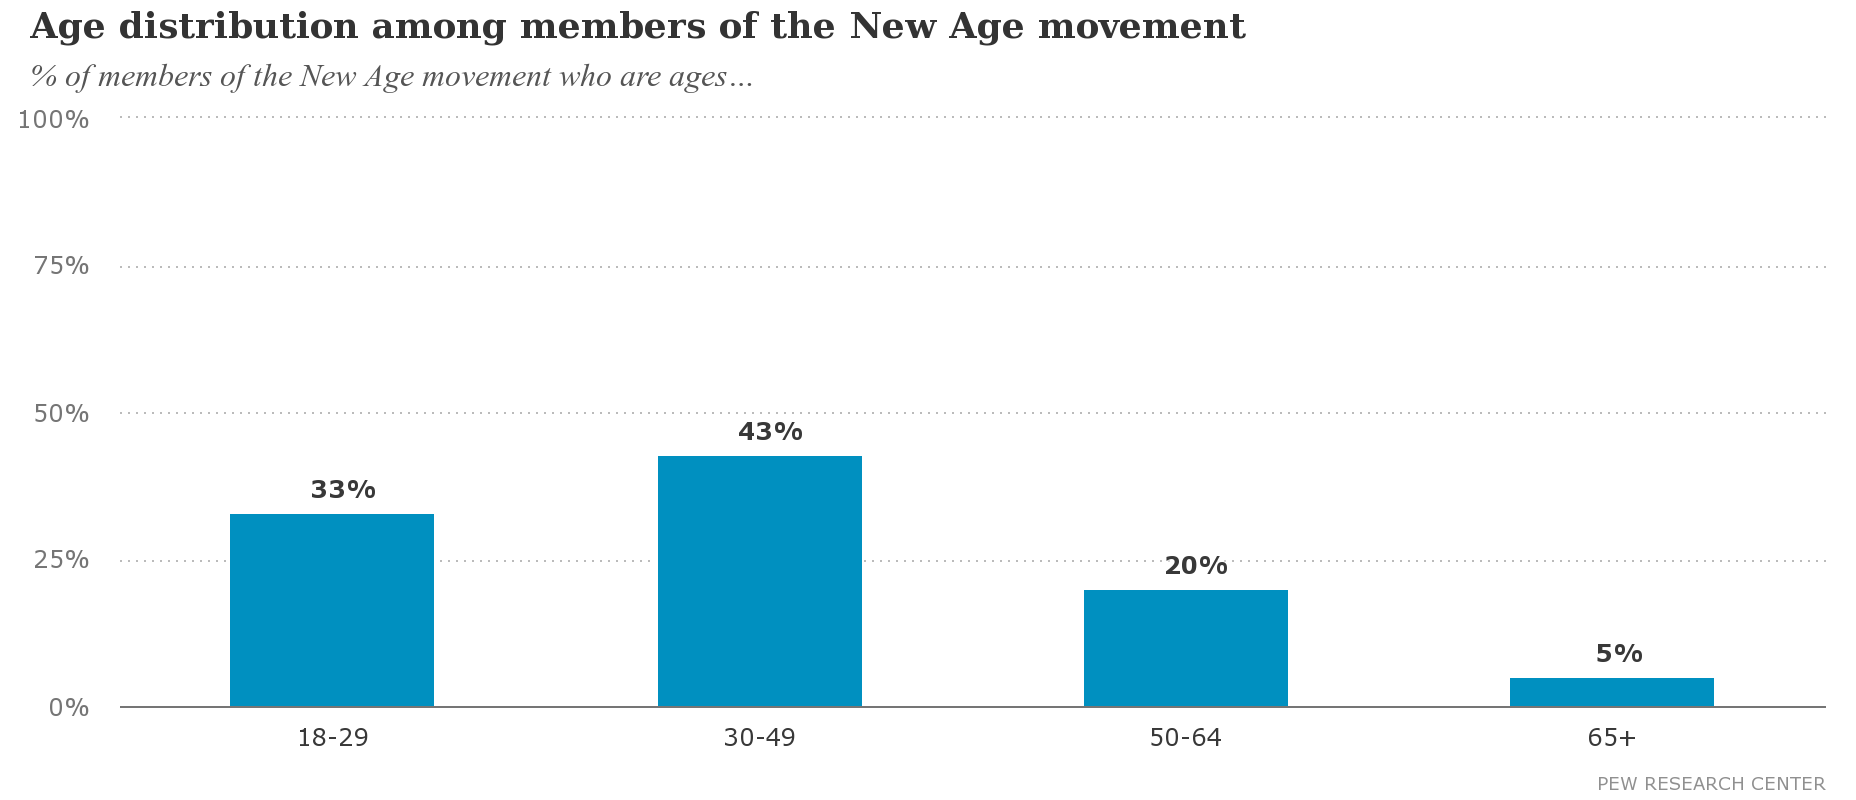 Age distribution among members of the New Age movement
% of members of the New Age movement who are ages…
100%
75%
50%
43%
33%
25%
20%
5%
0%
18-29 30-49 50-64 65+
PEW RESEARCH CENTER